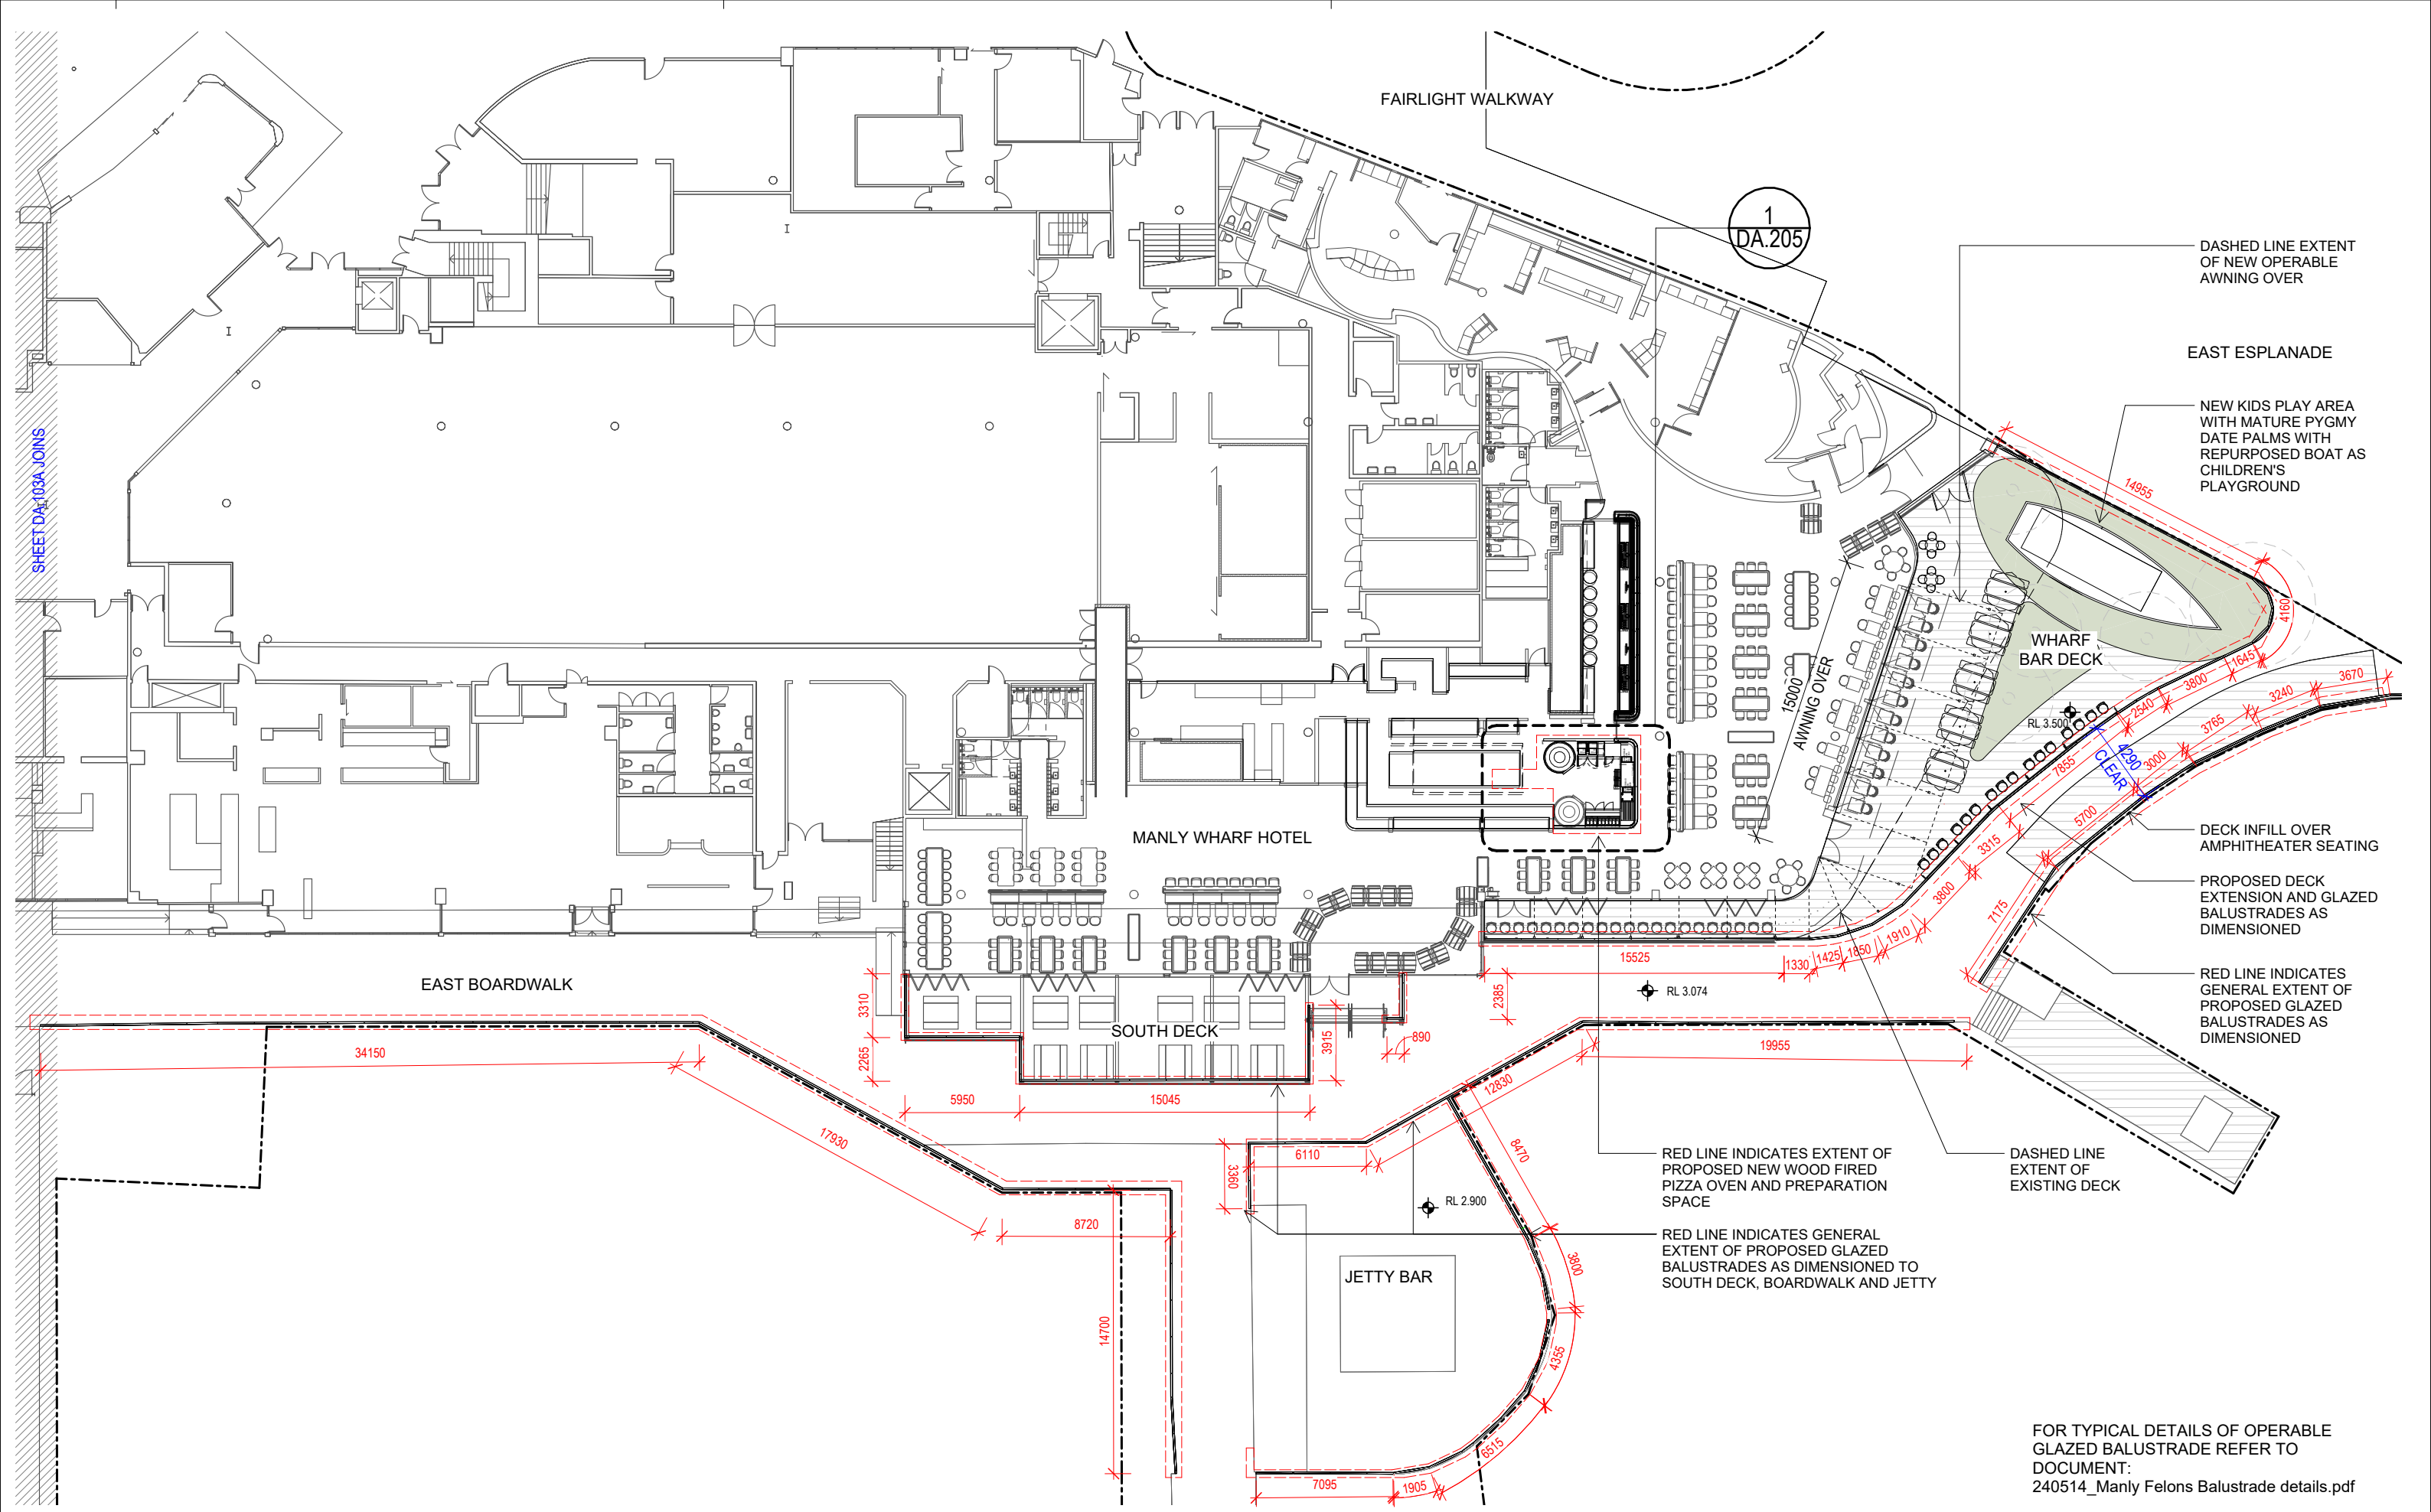 FAIRLIGHT WALKWAY
1
DA.205
DASHED LINE EXTENT
OF NEW OPERABLE
AWNING OVER
EAST ESPLANADE
NEW KIDS PLAY AREA
WITH MATURE PYGMY
DATE PALMS WITH
REPURPOSED BOAT AS
CHILDREN'S
PLAYGROUND
SHEET DA103A JOINS
14955
4160
WHARF
BAR DECK
1645
3800
2540
3670
3240
3765
3000
RL 3.500
4290
CLEAR
7855
5700
15000
AWNING OVER
DECK INFILL OVER
AMPHITHEATER SEATING
PROPOSED DECK
EXTENSION AND GLAZED
BALUSTRADES AS
DIMENSIONED
MANLY WHARF HOTEL
3315
3800
7175
1910
1850
1425
1330
15525
2385
RL 3.074
RED LINE INDICATES
GENERAL EXTENT OF
PROPOSED GLAZED
BALUSTRADES AS
DIMENSIONED
EAST BOARDWALK
3310
2265
SOUTH DECK
3915
890
34150
19955
12830
5950
15045
17930
8470
6110
3360
RED LINE INDICATES EXTENT OF
PROPOSED NEW WOOD FIRED
PIZZA OVEN AND PREPARATION
SPACE
DASHED LINE
EXTENT OF
EXISTING DECK
RL 2.900
8720
RED LINE INDICATES GENERAL
EXTENT OF PROPOSED GLAZED
BALUSTRADES AS DIMENSIONED TO
SOUTH DECK, BOARDWALK AND JETTY
3800
JETTY BAR
14700
4355
6515
7095
1905
FOR TYPICAL DETAILS OF OPERABLE
GLAZED BALUSTRADE REFER TO
DOCUMENT:
240514_Manly Felons Balustrade details.pdf